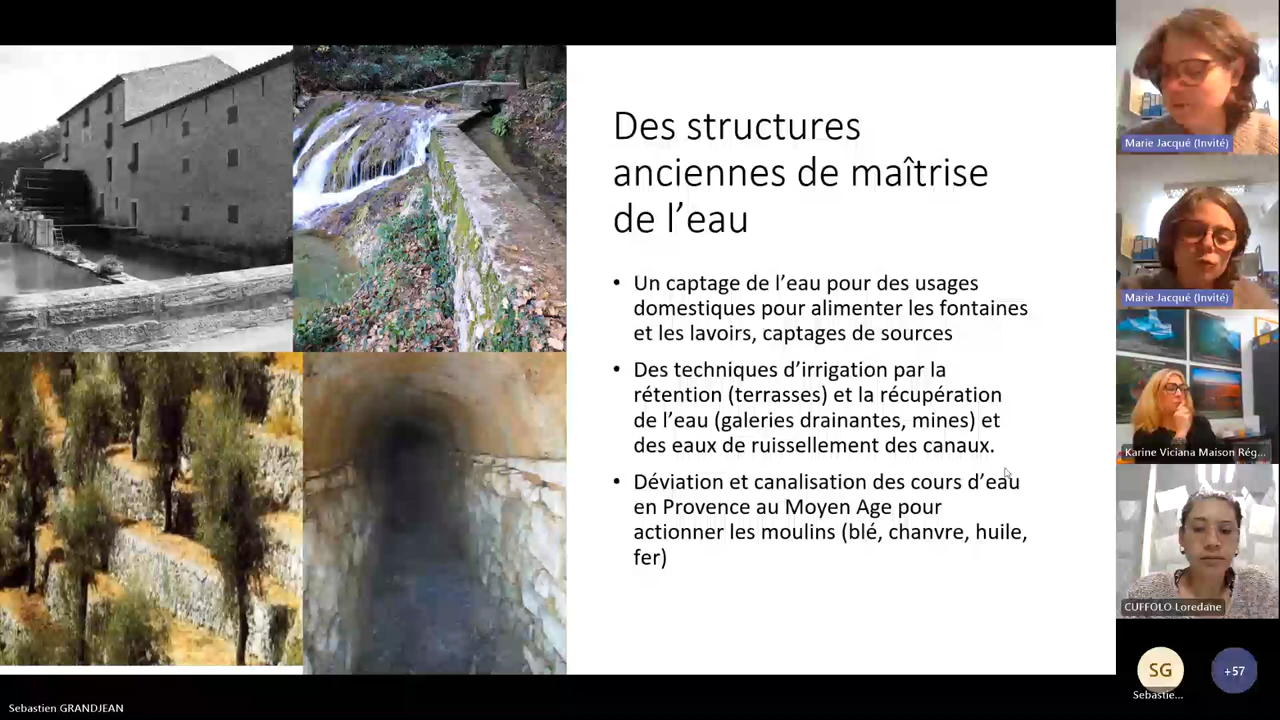 Des structures
anciennes de maîtrise
de l'eau
• Un captage de l'eau pour des usages
domestiques pour alimenter les fontaines
et les lavoirs, captages de sources
• Des techniques d'irrigation par la
rétention (terrasses) et la récupération
de l'eau (galeries drainantes, mines) et
des eaux de ruissellement des canaux.
• Déviation et canalisation des cours d'eau
en Provence au Moyen Age pour
actionner les moulins (blé, chanvre, huile,
fer)
Marie Jacqué (Invité)
Marie Jacqué (Invité)
Karine Viciana Maison Rég...
CUFFOLO Loredane
SG
Sebastie...
+57
Sebastien GRANDJEAN